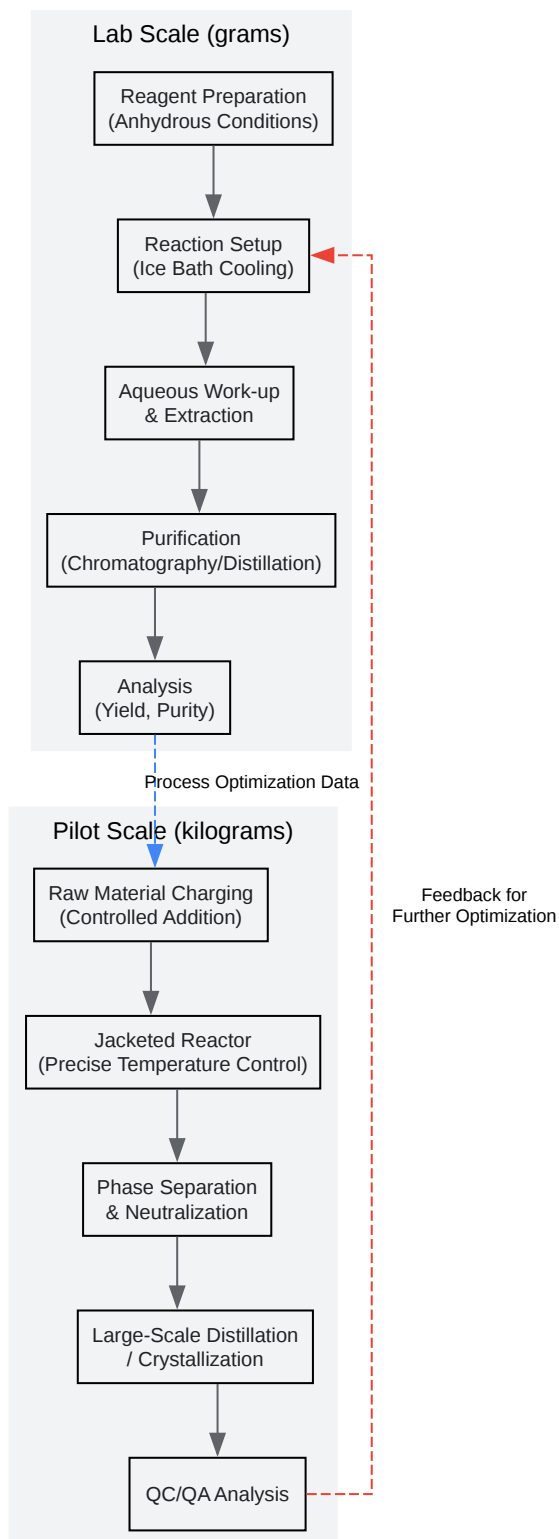 Lab Scale (grams)
Reagent Preparation
(Anhydrous Conditions)
Reaction Setup
(Ice Bath Cooling)
Aqueous Work-up
& Extraction
Purification
(Chromatography/Distillation)
Analysis
(Yield, Purity)
Process Optimization Data
Pilot Scale (kilograms)
Raw Material Charging
(Controlled Addition)
Feedback for
Further Optimization
Jacketed Reactor
(Precise Temperature Control)
Phase Separation
& Neutralization
Large-Scale Distillation
/ Crystallization
QC/QA Analysis